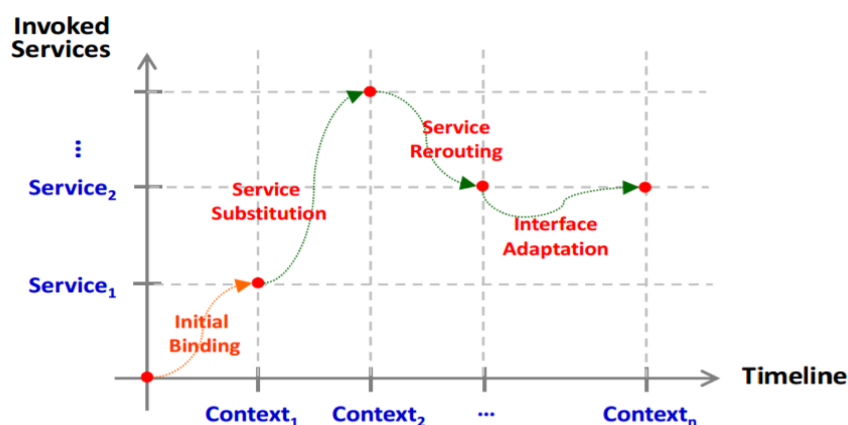 Invoked
Services
⋮
Service
Rerouting
Service₂
Service
Substitution
Interface
Adaptation
Service₁
Initial
Binding
Timeline
Context₁
Context₂
...
Contextₙ